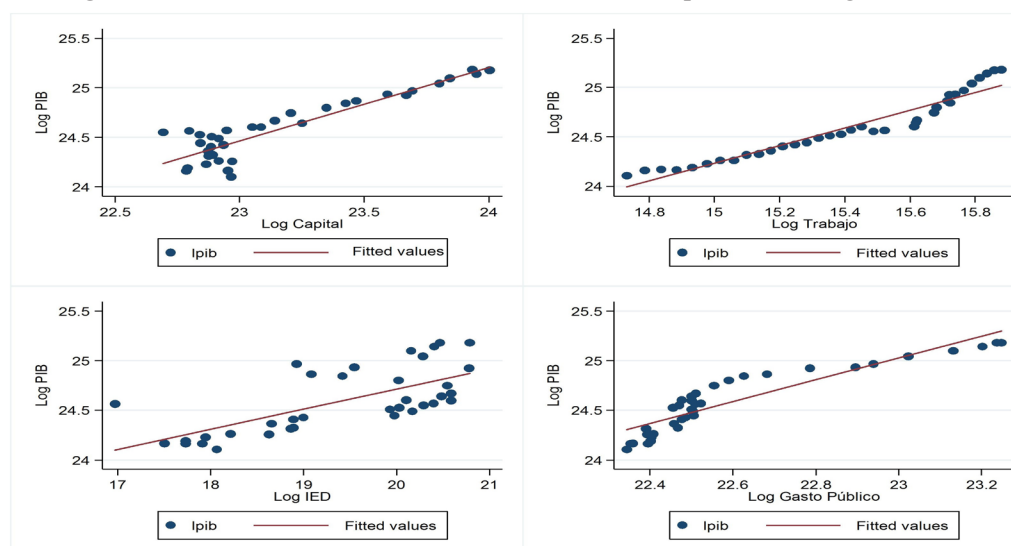 25.5
25
24.5
24
Log PIB
22.5 23 23.5 24
Log Capital
lpib Fitted values
25.5
25
24.5
24
Log PIB
14.8 15 15.2 15.4 15.6 15.8
Log Trabajo
lpib Fitted values
25.5
25
24.5
24
Log PIB
17 18 19 20 21
Log IED
lpib Fitted values
25.5
25
24.5
24
Log PIB
22.4 22.6 22.8 23 23.2
Log Gasto Público
lpib Fitted values